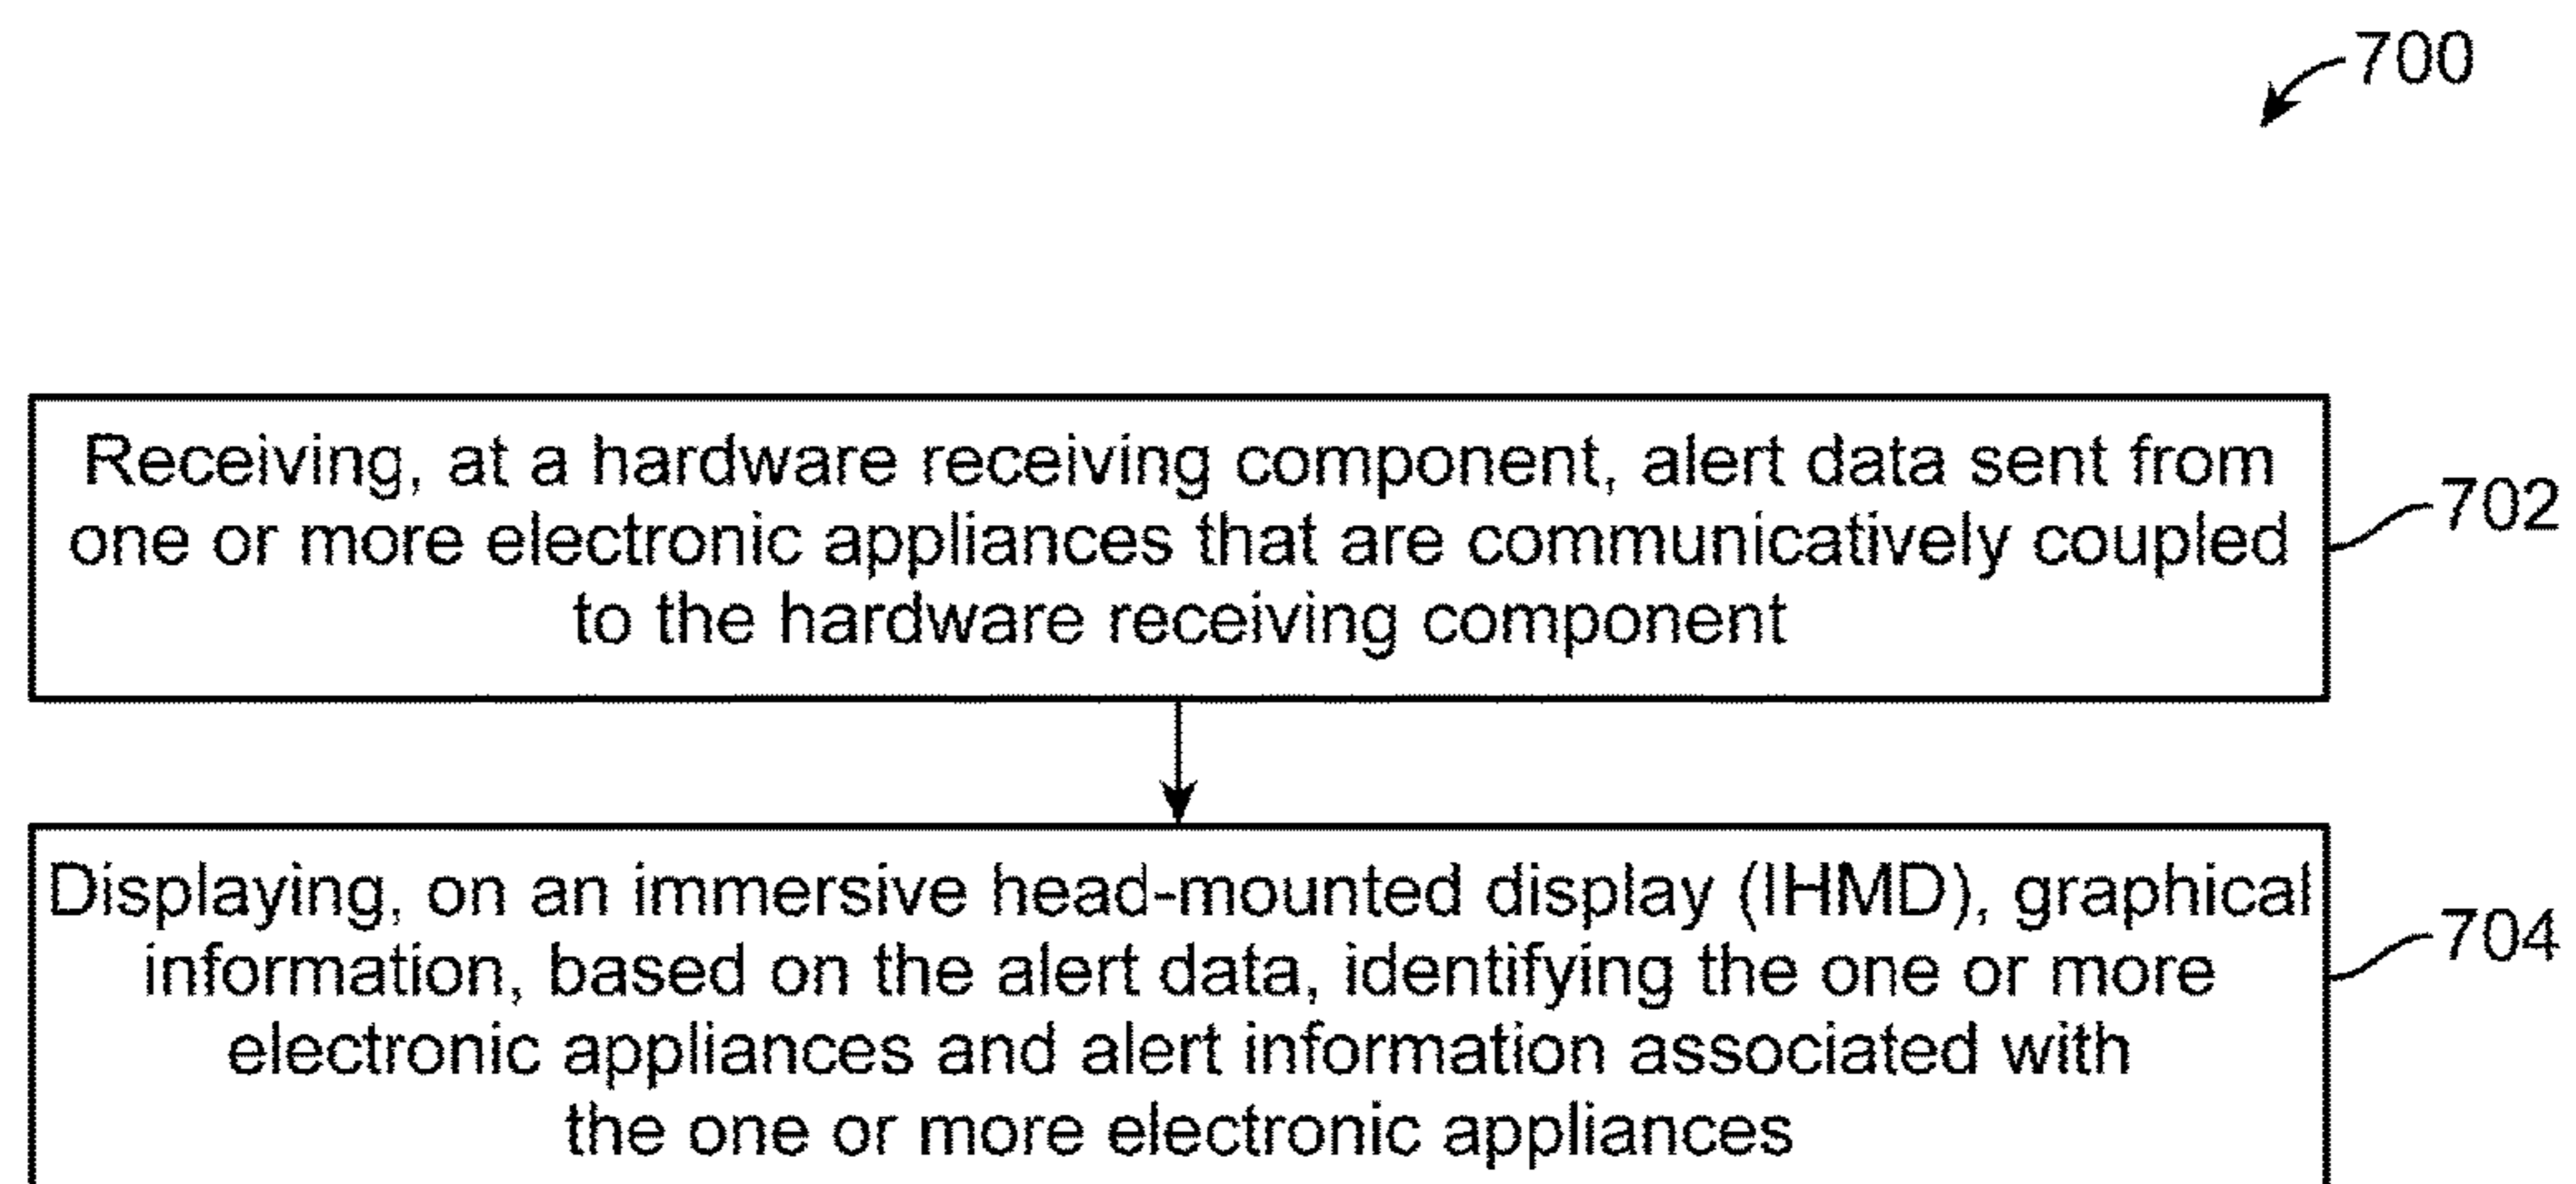 700
Receiving, at a hardware receiving component, alert data sent from
one or more electronic appliances that are communicatively coupled
to the hardware receiving component
702
Displaying, on an immersive head-mounted display (IHMD), graphical
information, based on the alert data, identifying the one or more
electronic appliances and alert information associated with
the one or more electronic appliances
704